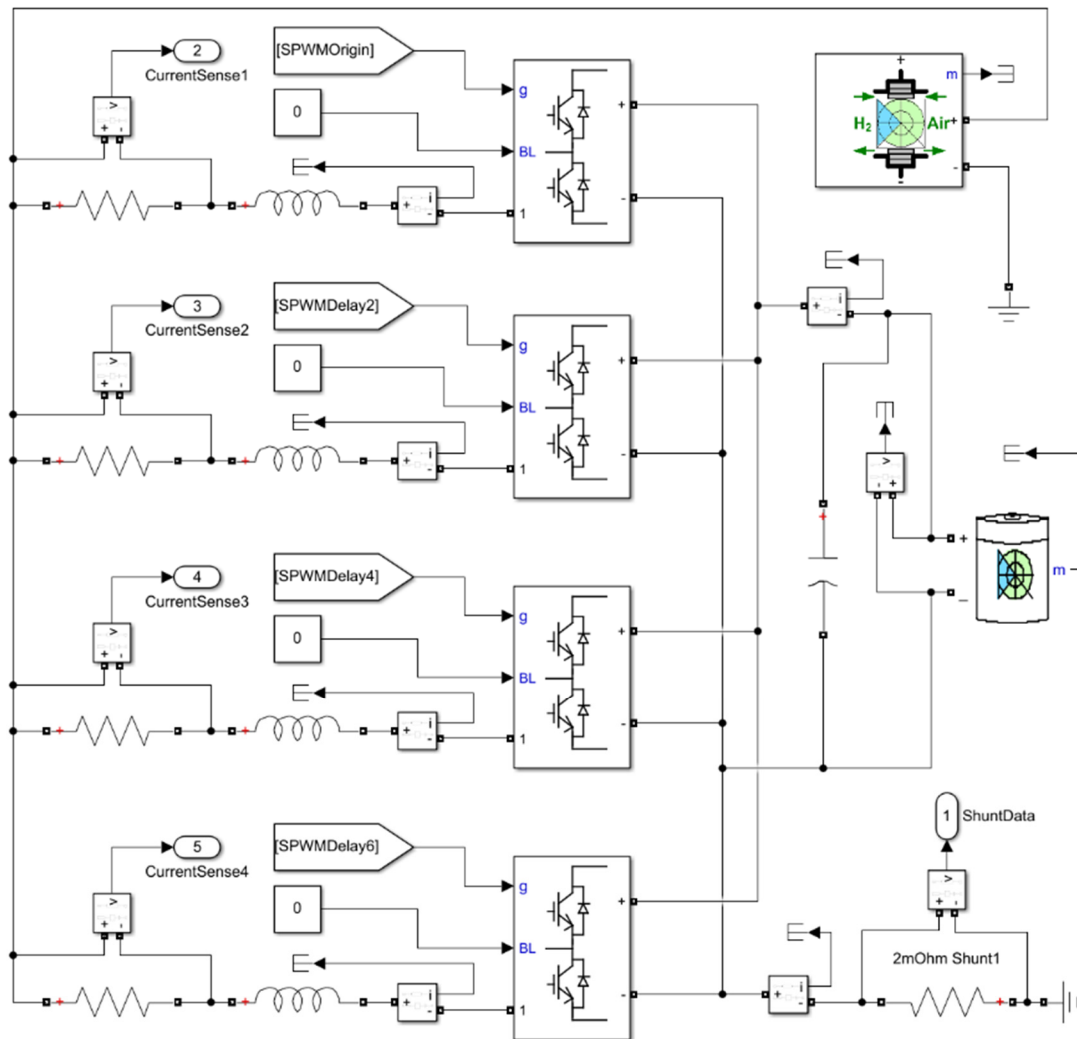 2
CurrentSense1
[SPWMOrigin]
0
g
BL
1
+
-
+
m
H₂
Air
+
-
-
v
+ -
+
+
i
-
3
CurrentSense2
[SPWMDelay2]
0
g
BL
1
+
-
v
+ -
+
+
i
-
+
i
-
v
- +
+
+
_
m
4
CurrentSense3
[SPWMDelay4]
0
g
BL
1
+
-
v
+ -
+
+
i
-
5
CurrentSense4
[SPWMDelay6]
0
g
BL
1
+
-
v
+ -
+
+
i
-
1
ShuntData
v
+ -
2mOhm Shunt1
+
i
-
+